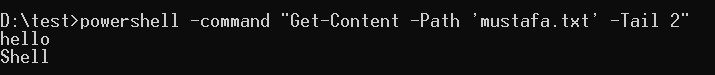 D:\test>powershell -command "Get-Content -Path 'mustafa.txt' -Tail 2"
hello
Shell